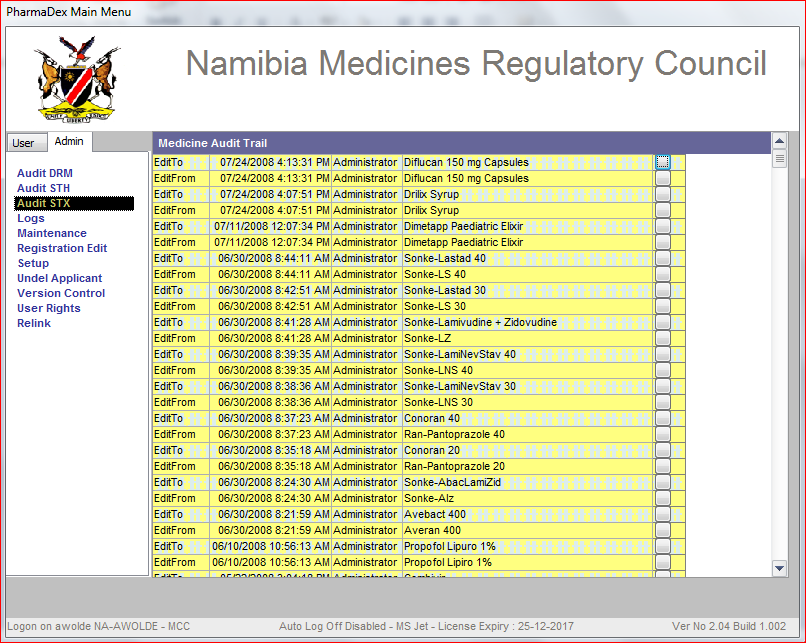 PharmaDex Main Menu
Namibia Medicines Regulatory Council
User Admin
Medicine Audit Trail
Audit DRM
Audit STH
Audit STX
Logs
Maintenance
Registration Edit
Setup
Undel Applicant
Version Control
User Rights
Relink
EditTo 07/24/2008 4:13:31 PM Administrator Diflucan 150 mg Capsules
EditFrom 07/24/2008 4:13:31 PM Administrator Diflucan 150 mg Capsules
EditTo 07/24/2008 4:07:51 PM Administrator Drilix Syrup
EditFrom 07/24/2008 4:07:51 PM Administrator Drilix Syrup
EditTo 07/11/2008 12:07:34 PM Administrator Dimetapp Paediatric Elixir
EditFrom 07/11/2008 12:07:34 PM Administrator Dimetapp Paediatric Elixir
EditTo 06/30/2008 8:44:11 AM Administrator Sonke-Lastad 40
EditFrom 06/30/2008 8:44:11 AM Administrator Sonke-LS 40
EditTo 06/30/2008 8:42:51 AM Administrator Sonke-Lastad 30
EditFrom 06/30/2008 8:42:51 AM Administrator Sonke-LS 30
EditTo 06/30/2008 8:41:28 AM Administrator Sonke-Lamivudine + Zidovudine
EditFrom 06/30/2008 8:41:28 AM Administrator Sonke-LZ
EditTo 06/30/2008 8:39:35 AM Administrator Sonke-LamiNevStav 40
EditFrom 06/30/2008 8:39:35 AM Administrator Sonke-LNS 40
EditTo 06/30/2008 8:38:36 AM Administrator Sonke-LamiNevStav 30
EditFrom 06/30/2008 8:38:36 AM Administrator Sonke-LNS 30
EditTo 06/30/2008 8:37:23 AM Administrator Conoran 40
EditFrom 06/30/2008 8:37:23 AM Administrator Ran-Pantoprazole 40
EditTo 06/30/2008 8:35:18 AM Administrator Conoran 20
EditFrom 06/30/2008 8:35:18 AM Administrator Ran-Pantoprazole 20
EditTo 06/30/2008 8:24:30 AM Administrator Sonke-AbacLamiZid
EditFrom 06/30/2008 8:24:30 AM Administrator Sonke-Alz
EditTo 06/30/2008 8:21:59 AM Administrator Avebact 400
EditFrom 06/30/2008 8:21:59 AM Administrator Averan 400
EditTo 06/10/2008 10:56:13 AM Administrator Propofol Lipuro 1%
EditFrom 06/10/2008 10:56:13 AM Administrator Propofol Lipiro 1%
Logon on awolde NA-AWOLDE - MCC Auto Log Off Disabled - MS Jet - License Expiry : 25-12-2017 Ver No 2.04 Build 1.002